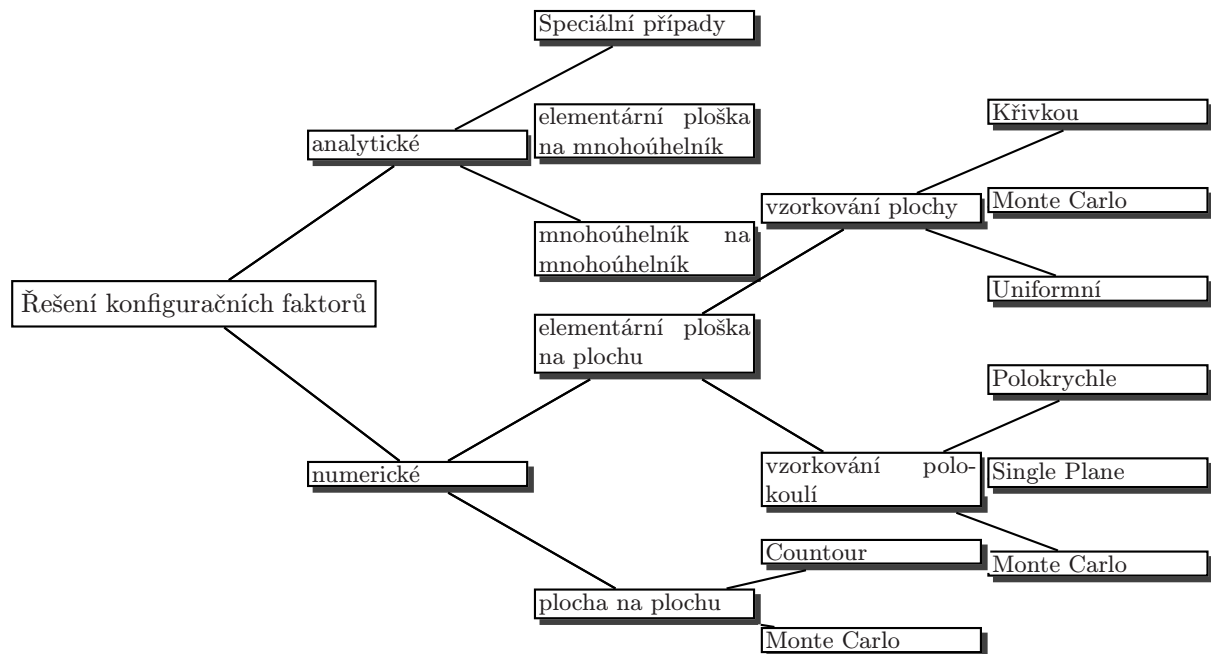 Speciální případy
elementární ploška
na mnohoúhelník
Křivkou
analytické
vzorkování plochy
Monte Carlo
mnohoúhelník na
mnohoúhelník
Uniformní
Řešení konfiguračních faktorů
elementární ploška
na plochu
Polokrychle
numerické
vzorkování polo-
koulí
Single Plane
Countour
Monte Carlo
plocha na plochu
Monte Carlo